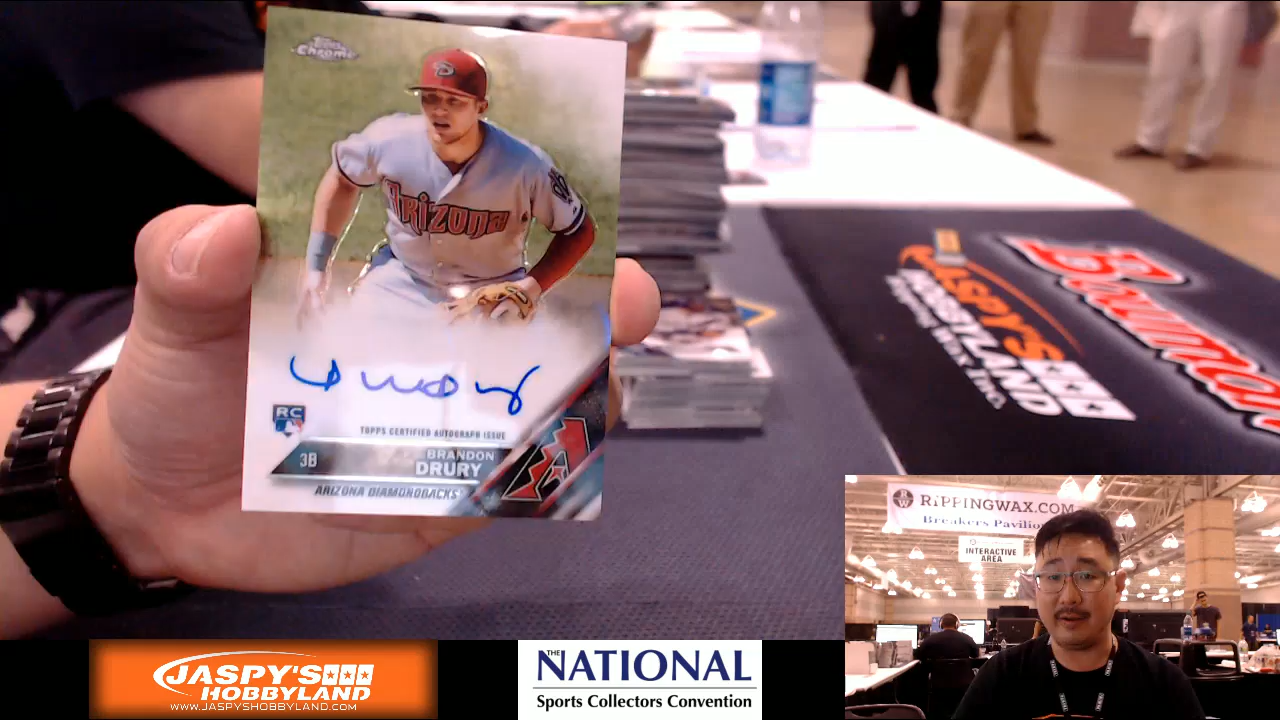 Topps
Chrome
ARIZONA
RC
TOPPS CERTIFIED AUTOGRAPH ISSUE
3B
BRANDON
DRURY
ARIZONA DIAMONDBACKS
JASPY'S
HOBBYLAND
Bowman
RIPPINGWAX.COM
Breakers Pavilion
INTERACTIVE
AREA
JASPY'S
HOBBYLAND
WWW.JASPYSHOBBYLAND.COM
THE
NATIONAL
Sports Collectors Convention